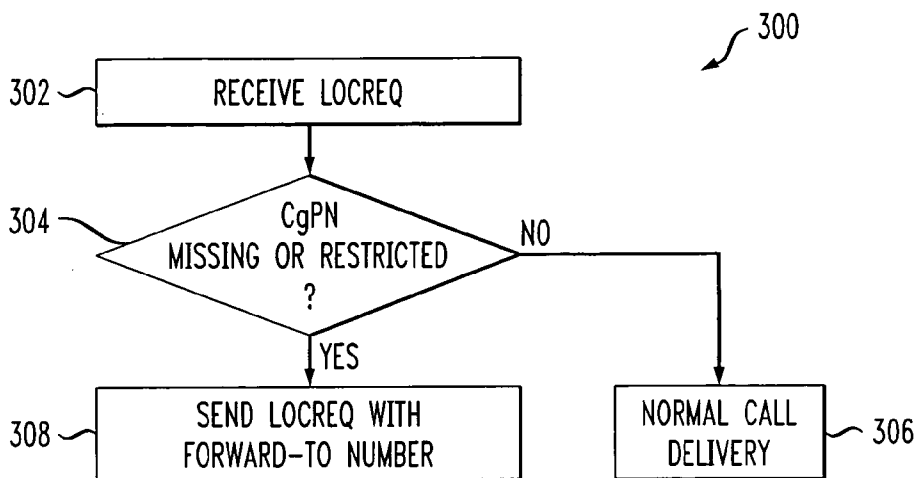 300
302
RECEIVE LOCREQ
304
CgPN
MISSING OR RESTRICTED
?
NO
YES
308
SEND LOCREQ WITH
FORWARD-TO NUMBER
NORMAL CALL
DELIVERY
306